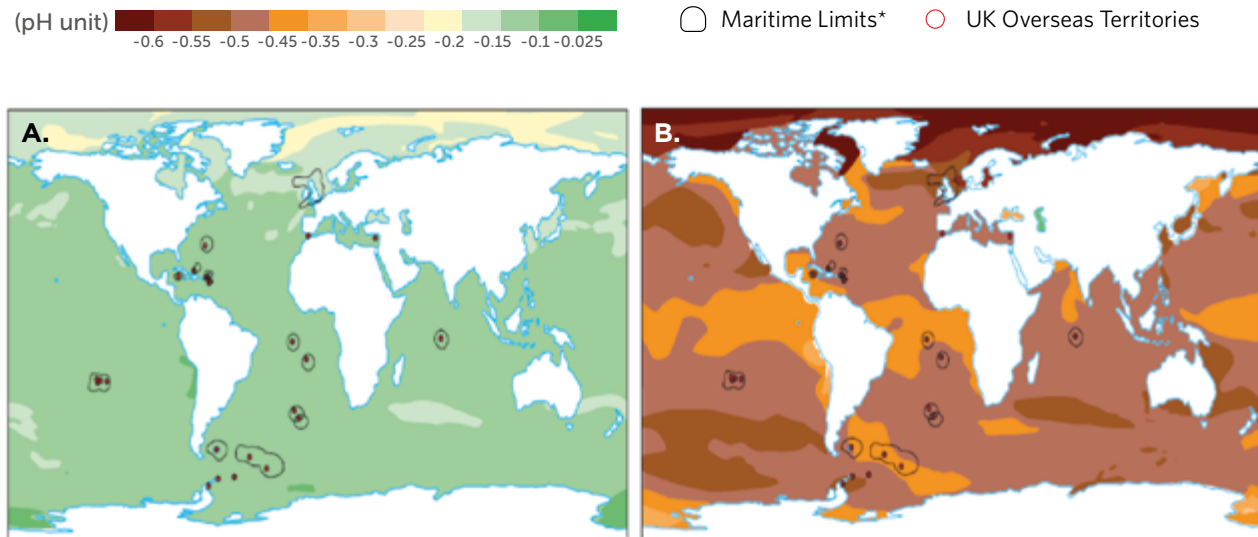 (pH unit)
-0.6 -0.55 -0.5 -0.45 -0.35 -0.3 -0.25 -0.2 -0.15 -0.1 -0.025
Maritime Limits*
UK Overseas Territories
A.
B.